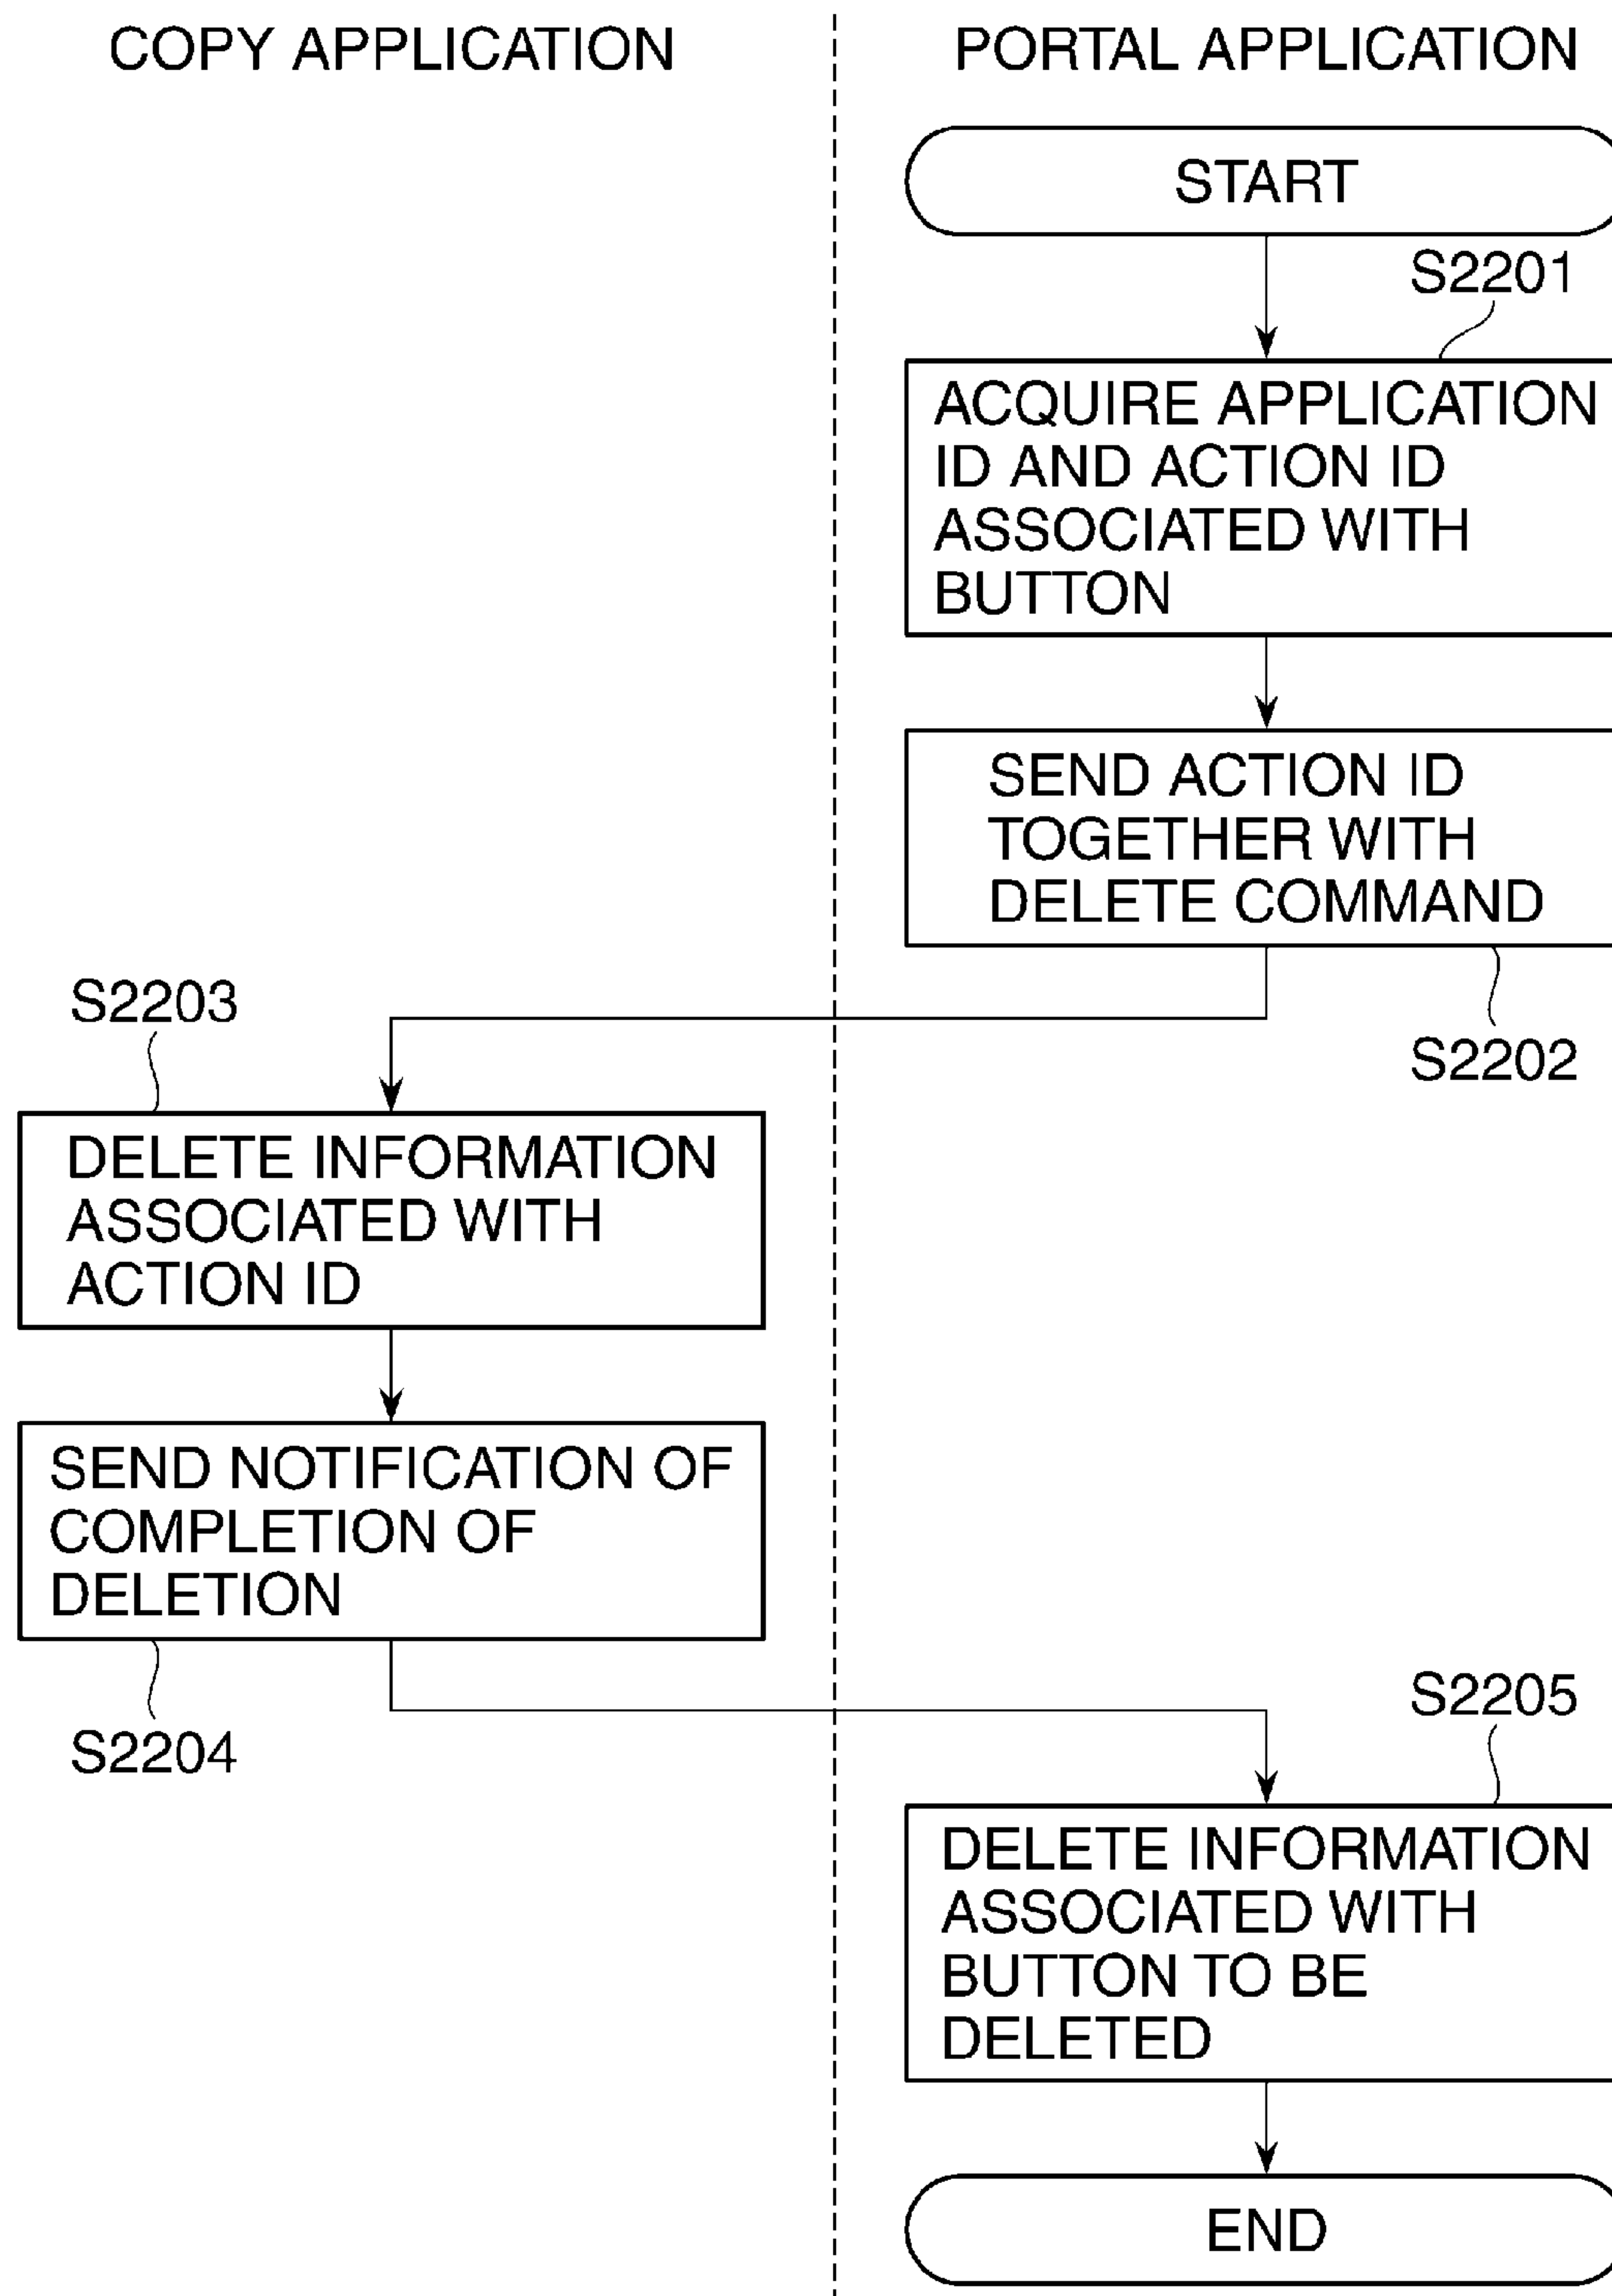 COPY APPLICATION
PORTAL APPLICATION
START
S2201
ACQUIRE APPLICATION
ID AND ACTION ID
ASSOCIATED WITH
BUTTON
SEND ACTION ID
TOGETHER WITH
DELETE COMMAND
S2202
S2203
DELETE INFORMATION
ASSOCIATED WITH
ACTION ID
SEND NOTIFICATION OF
COMPLETION OF
DELETION
S2204
S2205
DELETE INFORMATION
ASSOCIATED WITH
BUTTON TO BE
DELETED
END